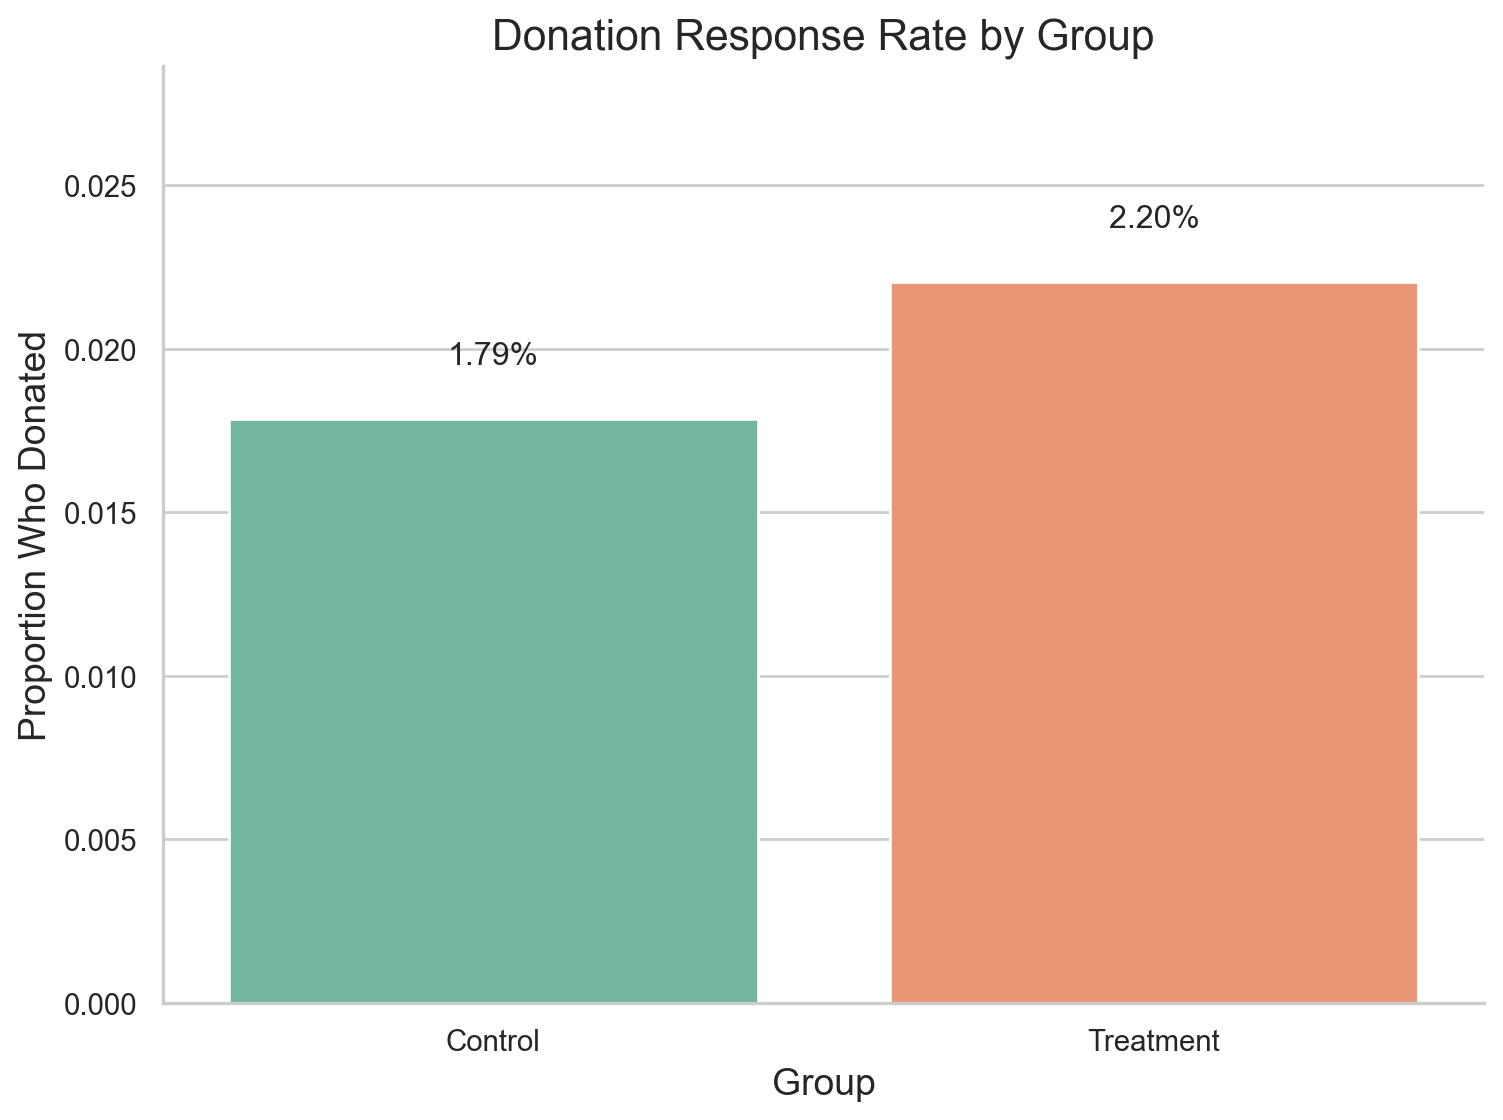 Donation Response Rate by Group
Proportion Who Donated
0.025
0.020
0.015
0.010
0.005
0.000
2.20%
1.79%
Control
Treatment
Group